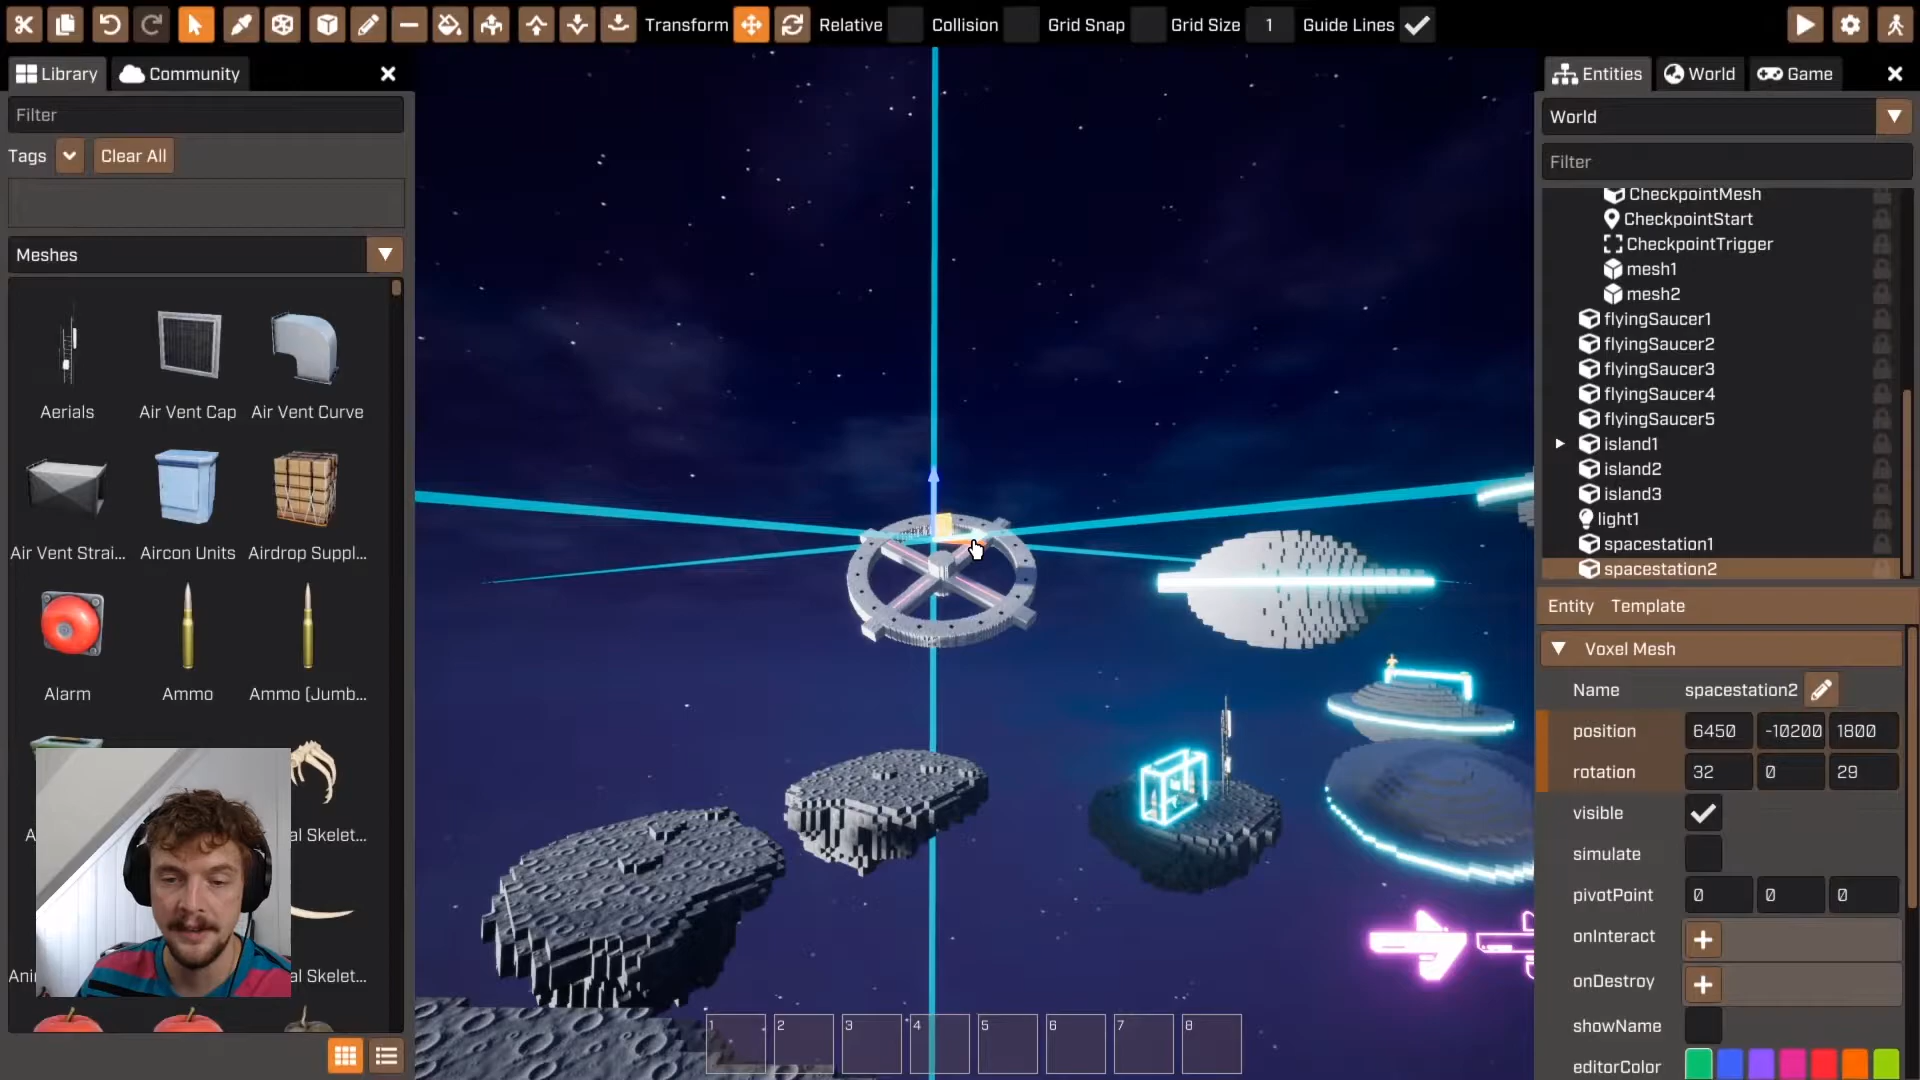 Transform Relative Collision Grid Snap Grid Size 1 Guide Lines
Library Community
Filter
Tags Clear All
Meshes
Aerials Air Vent Cap Air Vent Curve
Air Vent Strai... Aircon Units Airdrop Suppl...
Alarm Ammo Ammo (Jumb...
al Skelet...
Ani al Skelet...
1 2 3 4 5 6 7 8
Entities World Game
World
Filter
CheckpointMesh
CheckpointStart
CheckpointTrigger
mesh1
mesh2
flyingSaucer1
flyingSaucer2
flyingSaucer3
flyingSaucer4
flyingSaucer5
island1
island2
island3
light1
spacestation1
spacestation2
Entity Template
Voxel Mesh
Name spacestation2
position 6450 -10200 1800
rotation 32 0 29
visible
simulate
pivotPoint 0 0 0
onInteract +
onDestroy +
showName
editorColor